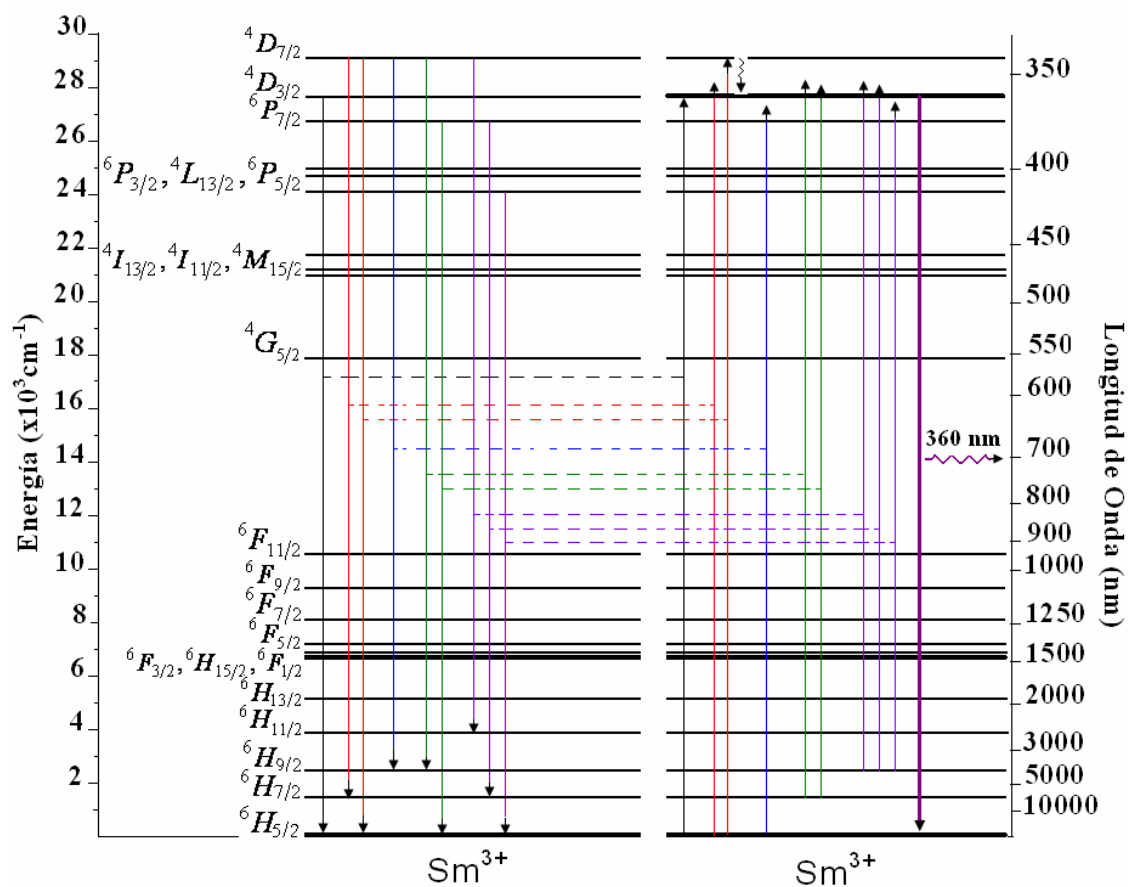 Energía (x10³cm⁻¹)
30
28
26
24
22
20
18
16
14
12
10
8
6
4
2
⁴D₇/₂
⁴D₃/₂
⁶P₇/₂
⁶P₃/₂, ⁴L₁₃/₂, ⁶P₅/₂
⁴I₁₃/₂, ⁴I₁₁/₂, ⁴M₁₅/₂
⁴G₅/₂
⁶F₁₁/₂
⁶F₉/₂
⁶F₇/₂
⁶F₅/₂
⁶F₃/₂, ⁶H₁₅/₂, ⁶F₁/₂
⁶H₁₃/₂
⁶H₁₁/₂
⁶H₉/₂
⁶H₇/₂
⁶H₅/₂
Sm³⁺
Sm³⁺
360 nm
350
400
450
500
550
600
700
800
900
1000
1250
1500
2000
3000
5000
10000
Longitud de Onda (nm)